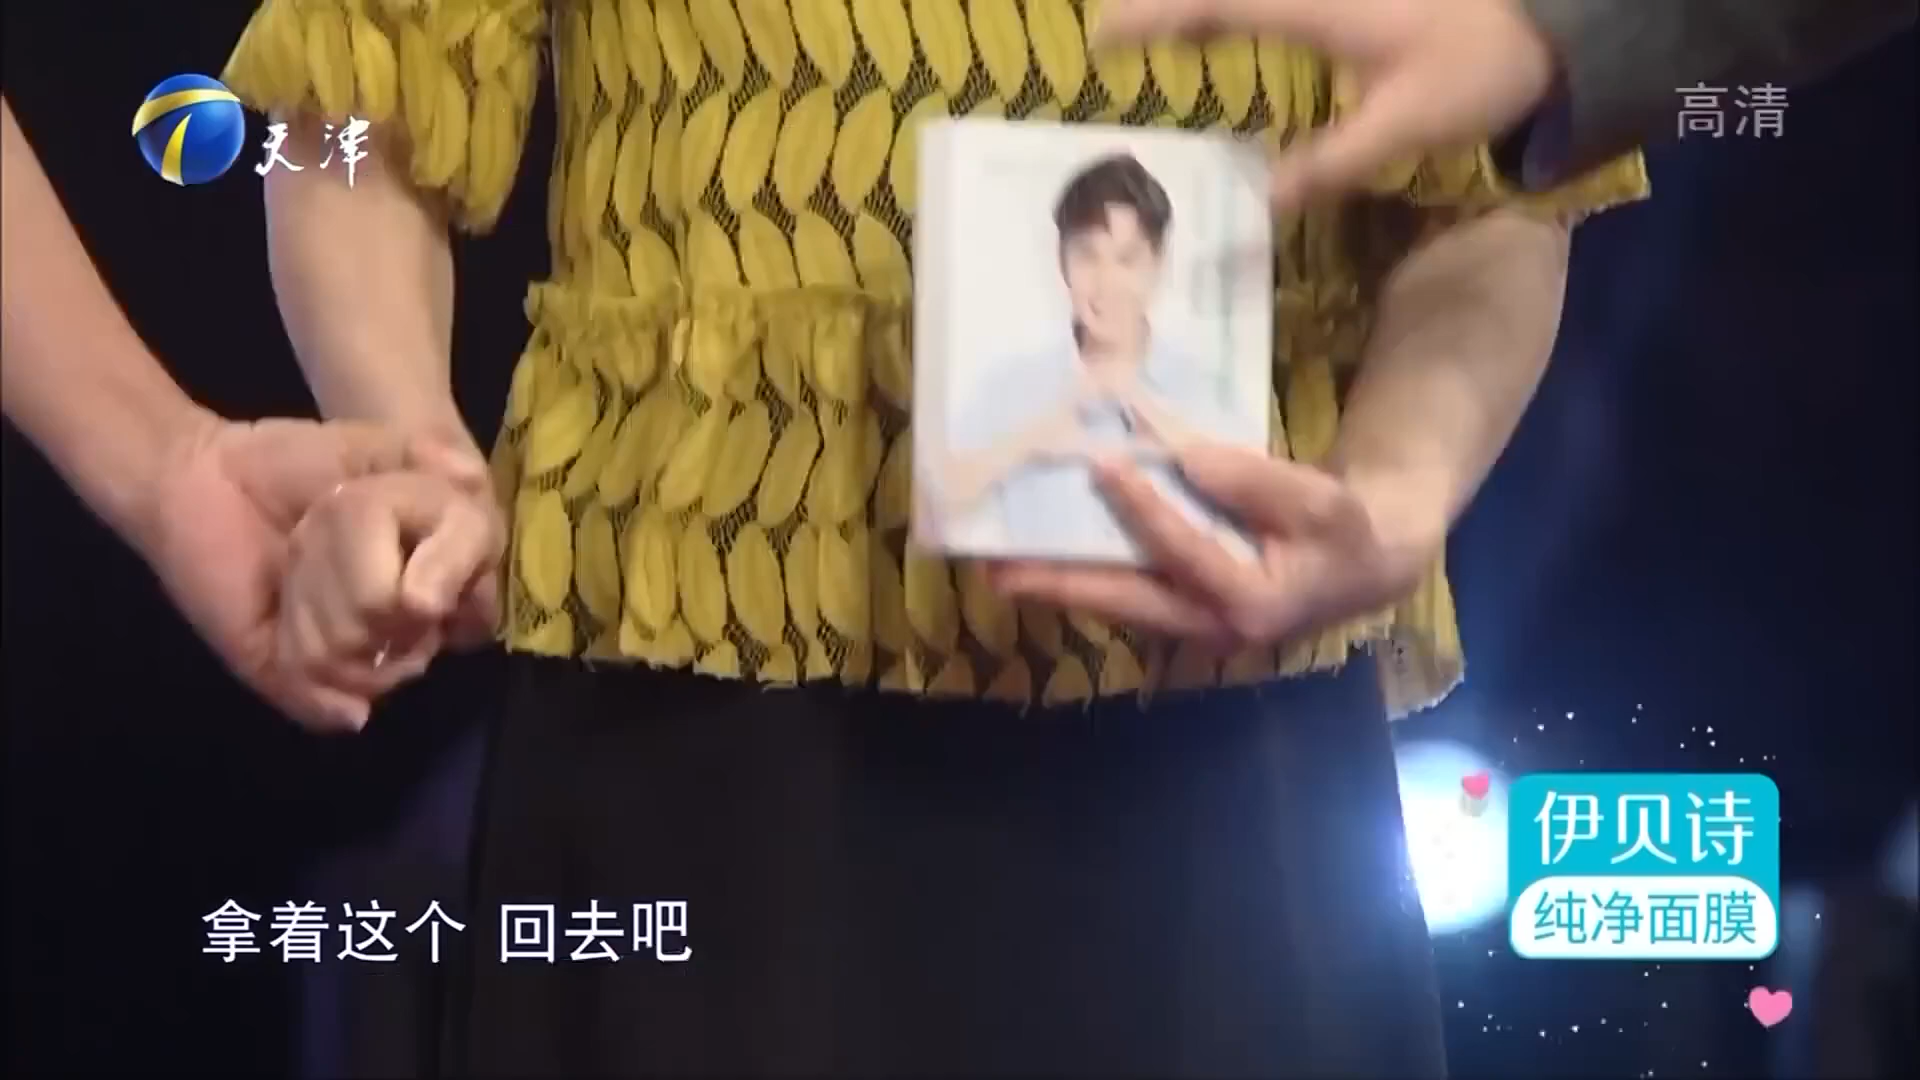 天津
高清
伊贝诗
纯净面膜
拿着这个 回去吧